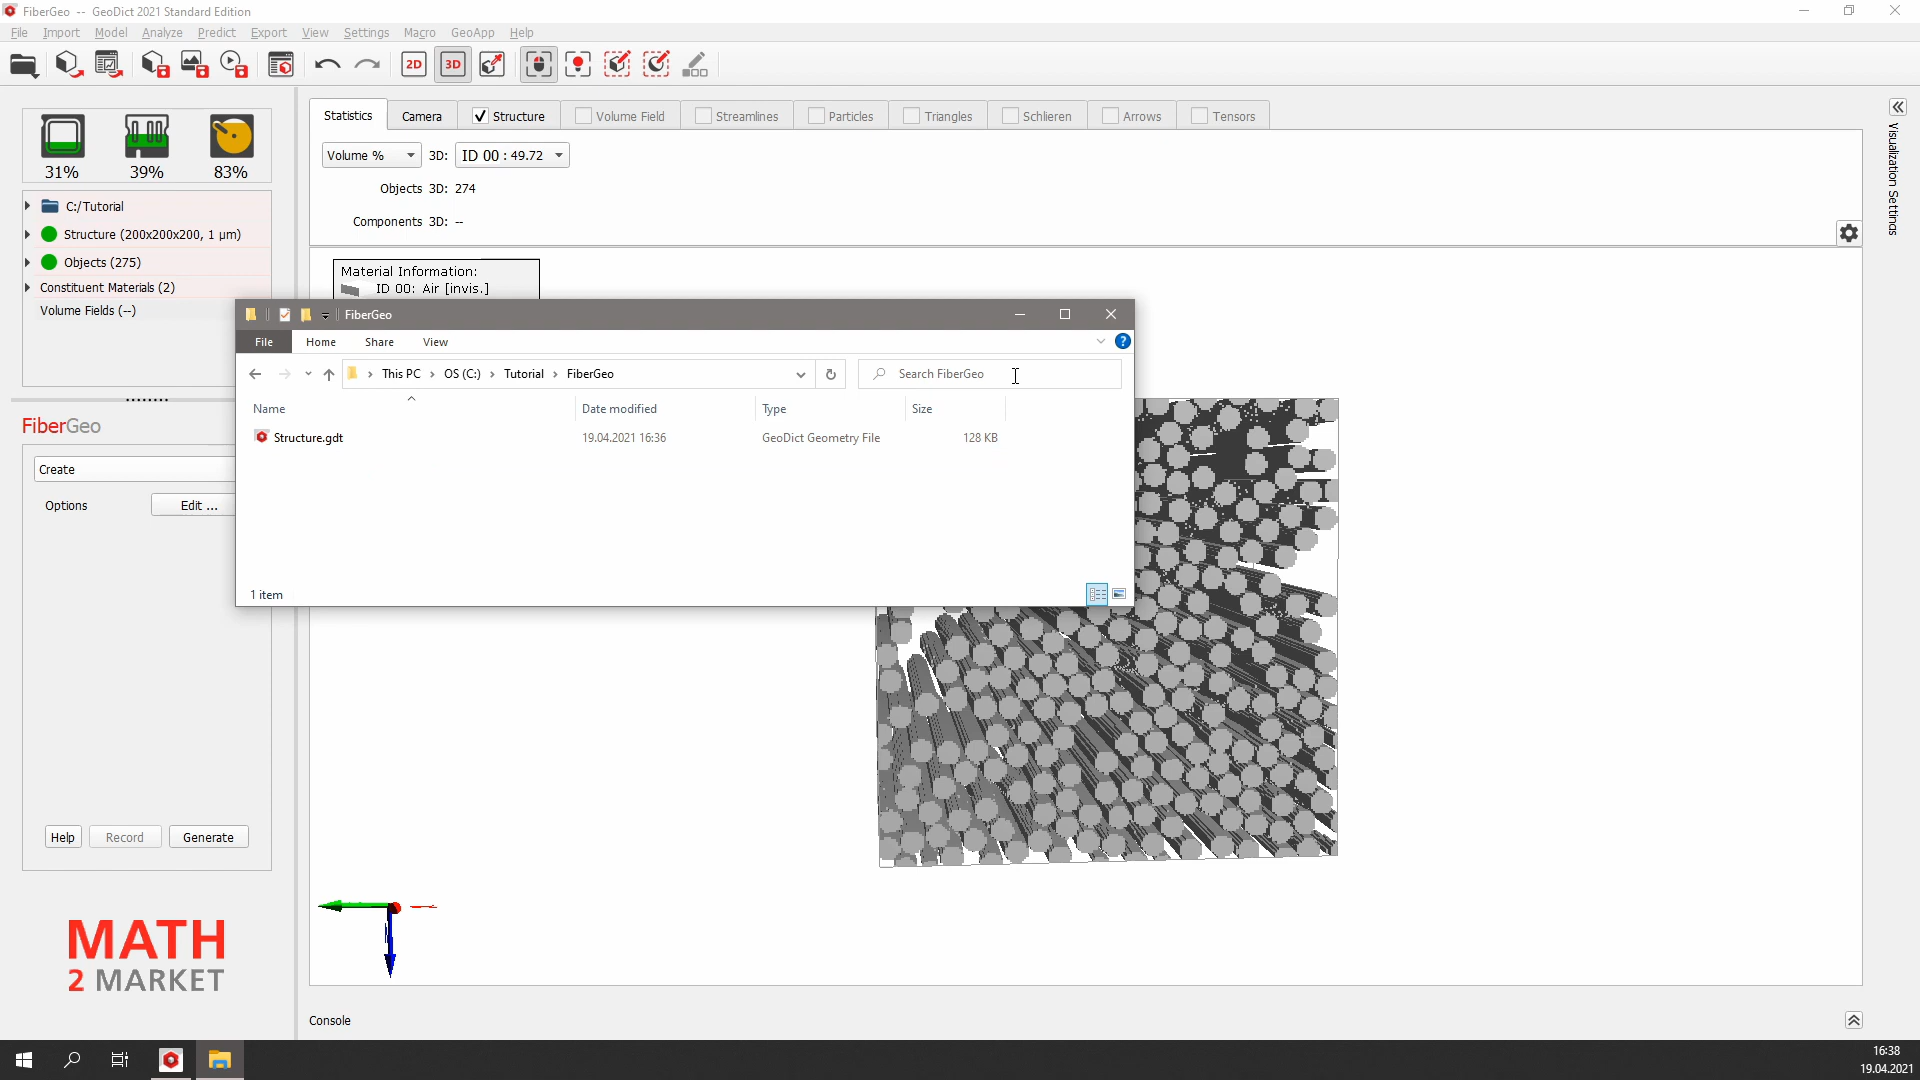 FiberGeo -- GeoDict 2021 Standard Edition
File Import Model Analyze Predict Export View Settings Macro GeoApp Help
2D 3D
Statistics Camera Structure Volume Field Streamlines Particles Triangles Schlieren Arrows Tensors
Visualization Settings
31% 39% 83%
Volume % 3D: ID 00 : 49.72
Objects 3D: 274
Components 3D: --
C:/Tutorial
Structure (200x200x200, 1 µm)
Objects (275)
Constituent Materials (2)
Volume Fields (--)
Material Information:
ID 00: Air [invis.]
FiberGeo
File Home Share View ?
This PC › OS (C:) › Tutorial › FiberGeo
Search FiberGeo
Name Date modified Type Size
Structure.gdt 19.04.2021 16:36 GeoDict Geometry File 128 KB
1 item
FiberGeo
Create
Options Edit ...
Help Record Generate
MATH
2 MARKET
Console
16:38
19.04.2021